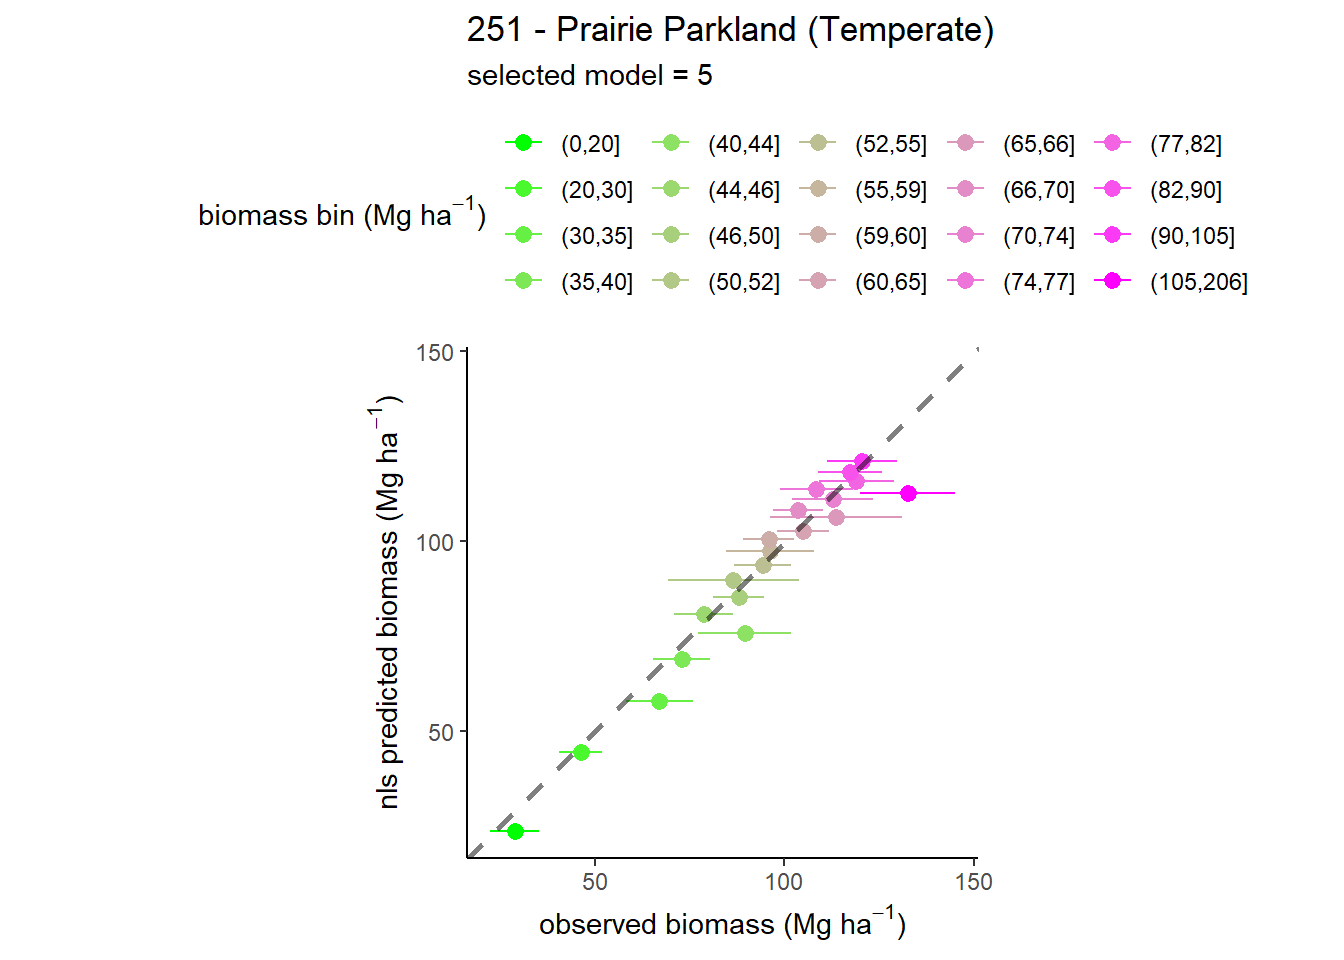 251 - Prairie Parkland (Temperate)
selected model = 5
biomass bin (Mg ha⁻¹)
(0,20] (40,44] (52,55] (65,66] (77,82]
(20,30] (44,46] (55,59] (66,70] (82,90]
(30,35] (46,50] (59,60] (70,74] (90,105]
(35,40] (50,52] (60,65] (74,77] (105,206]
nls predicted biomass (Mg ha⁻¹)
150
100
50
50 100 150
observed biomass (Mg ha⁻¹)